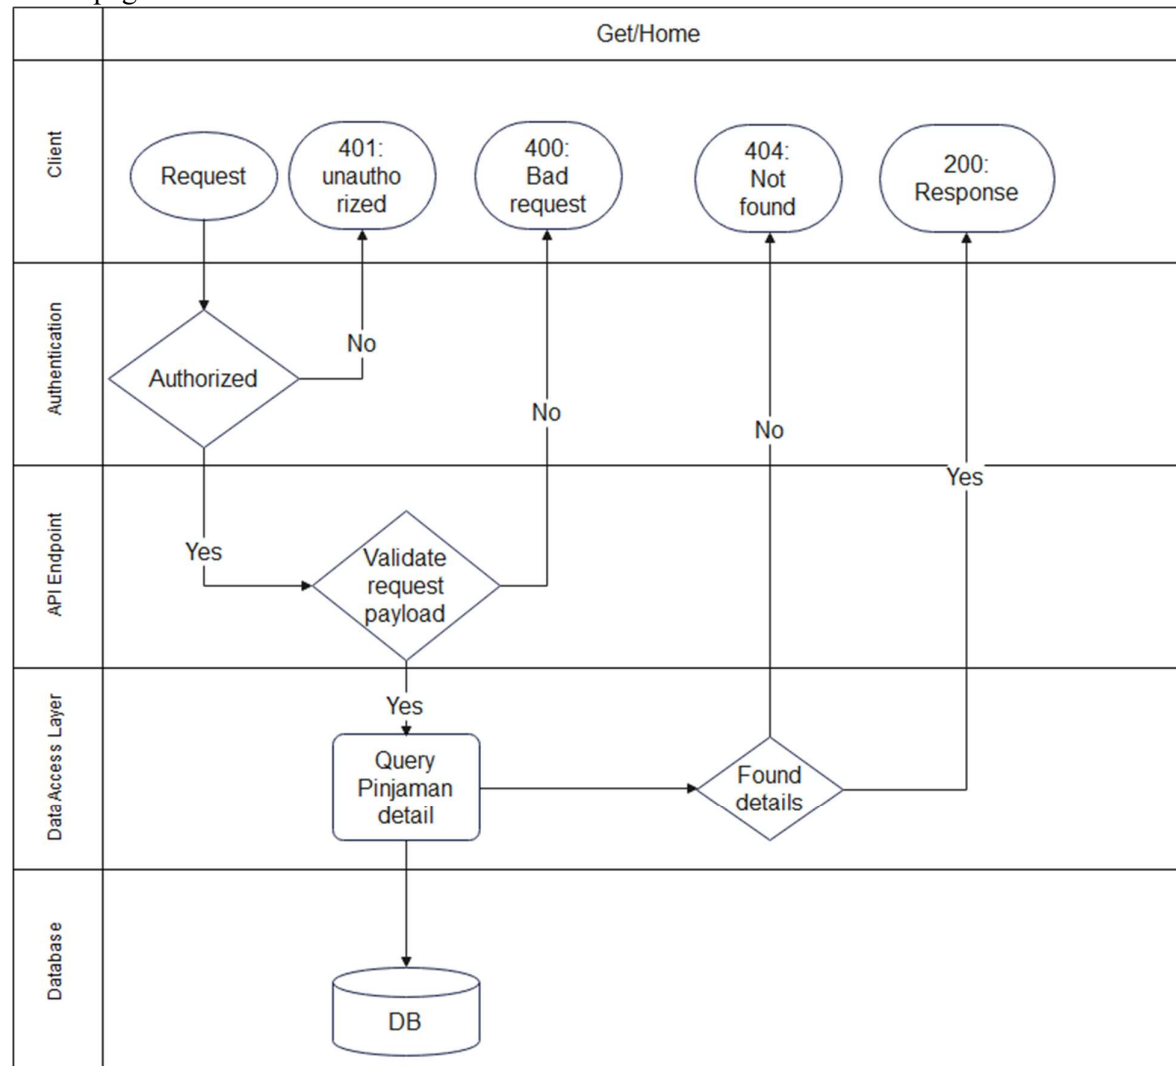 Get/Home
Client
Request
401:
unautho
rized
400:
Bad
request
404:
Not
found
200:
Response
Authentication
Authorized
No
No
No
Yes
API Endpoint
Yes
Validate
request
payload
Data Access Layer
Yes
Query
Pinjaman
detail
Found
details
Database
DB